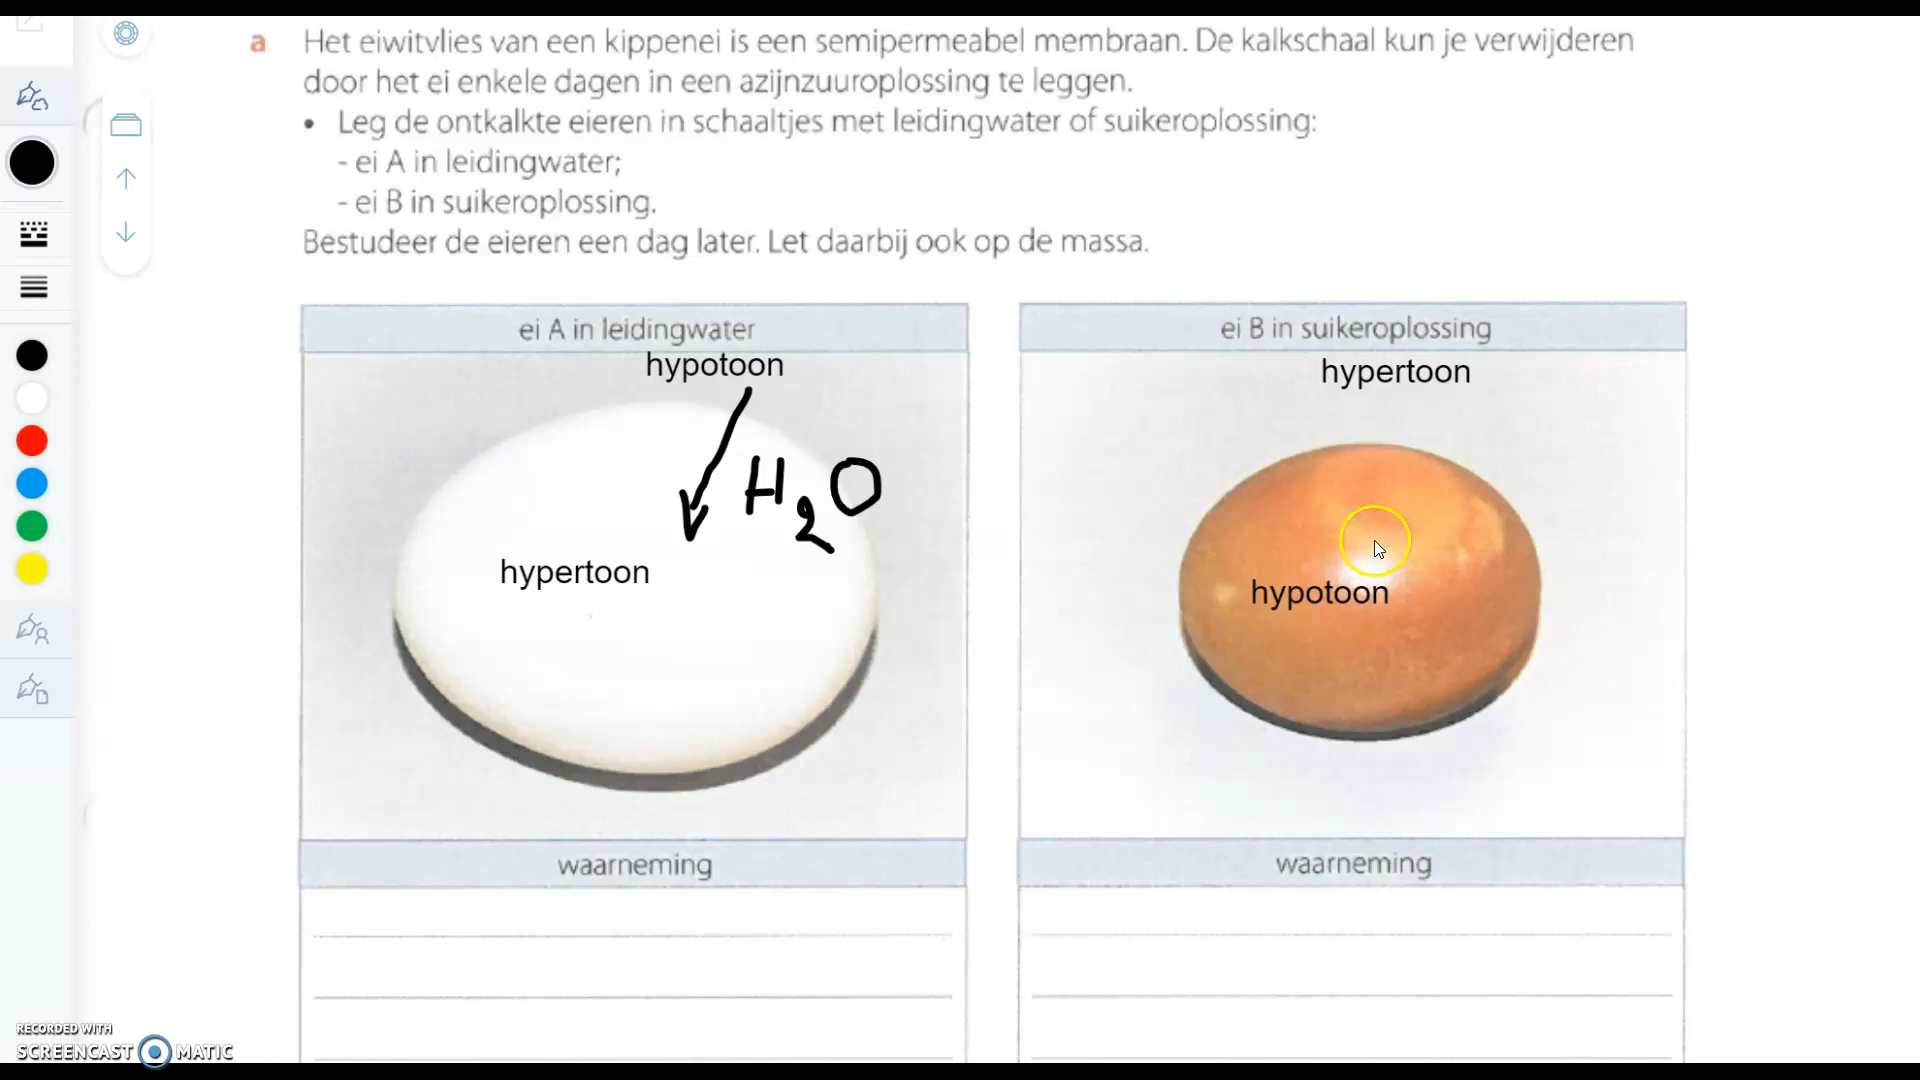 a Het eiwitvlies van een kippenei is een semipermeabel membraan. De kalkschaal kun je verwijderen
door het ei enkele dagen in een azijnzuuroplossing te leggen.
• Leg de ontkalkte eieren in schaaltjes met leidingwater of suikeroplossing:
- ei A in leidingwater;
- ei B in suikeroplossing.
Bestudeer de eieren een dag later. Let daarbij ook op de massa.
ei A in leidingwater
hypotoon
H2O
hypertoon
waarneming
ei B in suikeroplossing
hypertoon
hypotoon
waarneming
RECORDED WITH
SCREENCAST MATIC